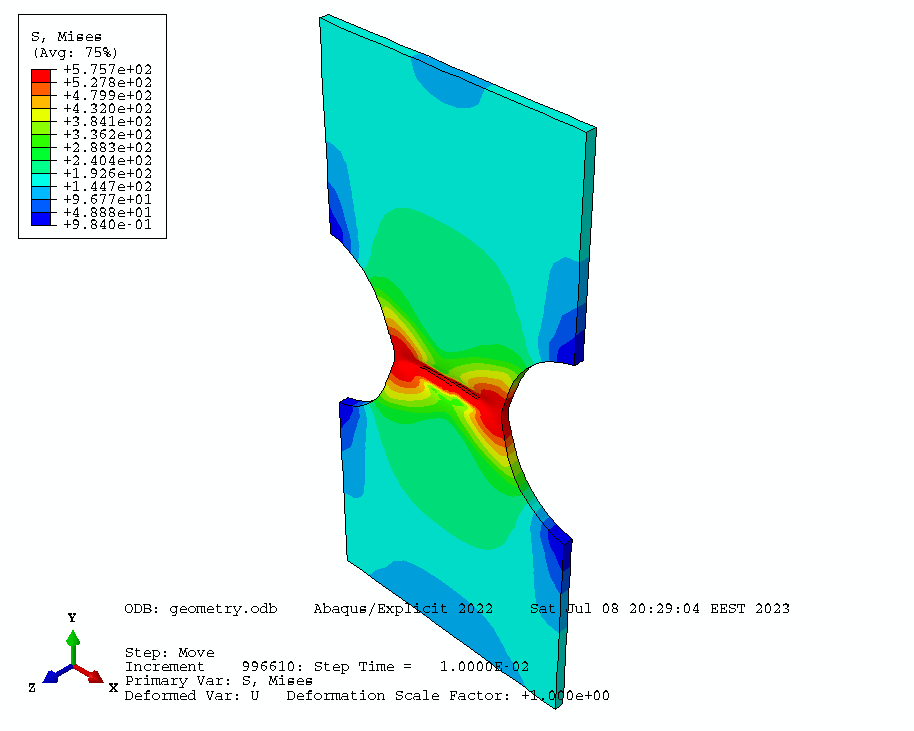 S, Mises
(Avg: 75%)
+5.757e+02
+5.278e+02
+4.799e+02
+4.320e+02
+3.841e+02
+3.362e+02
+2.883e+02
+2.404e+02
+1.926e+02
+1.447e+02
+9.677e+01
+4.888e+01
+9.840e-01
ODB: geometry.odb Abaqus/Explicit 2022 Sat Jul 08 20:29:04 EEST 2023
Y
Z X
Step: Move
Increment 996610: Step Time = 1.0000E-02
Primary Var: S, Mises
Deformed Var: U Deformation Scale Factor: +1.000e+00